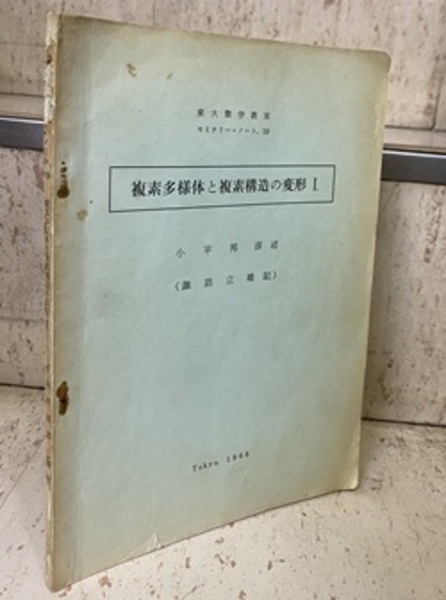 東大数学教室
セミナリー・ノート, 19
複素多様体と複素構造の変形 I
小平邦彦述
(諏訪立雄記)
Tokyo 1968